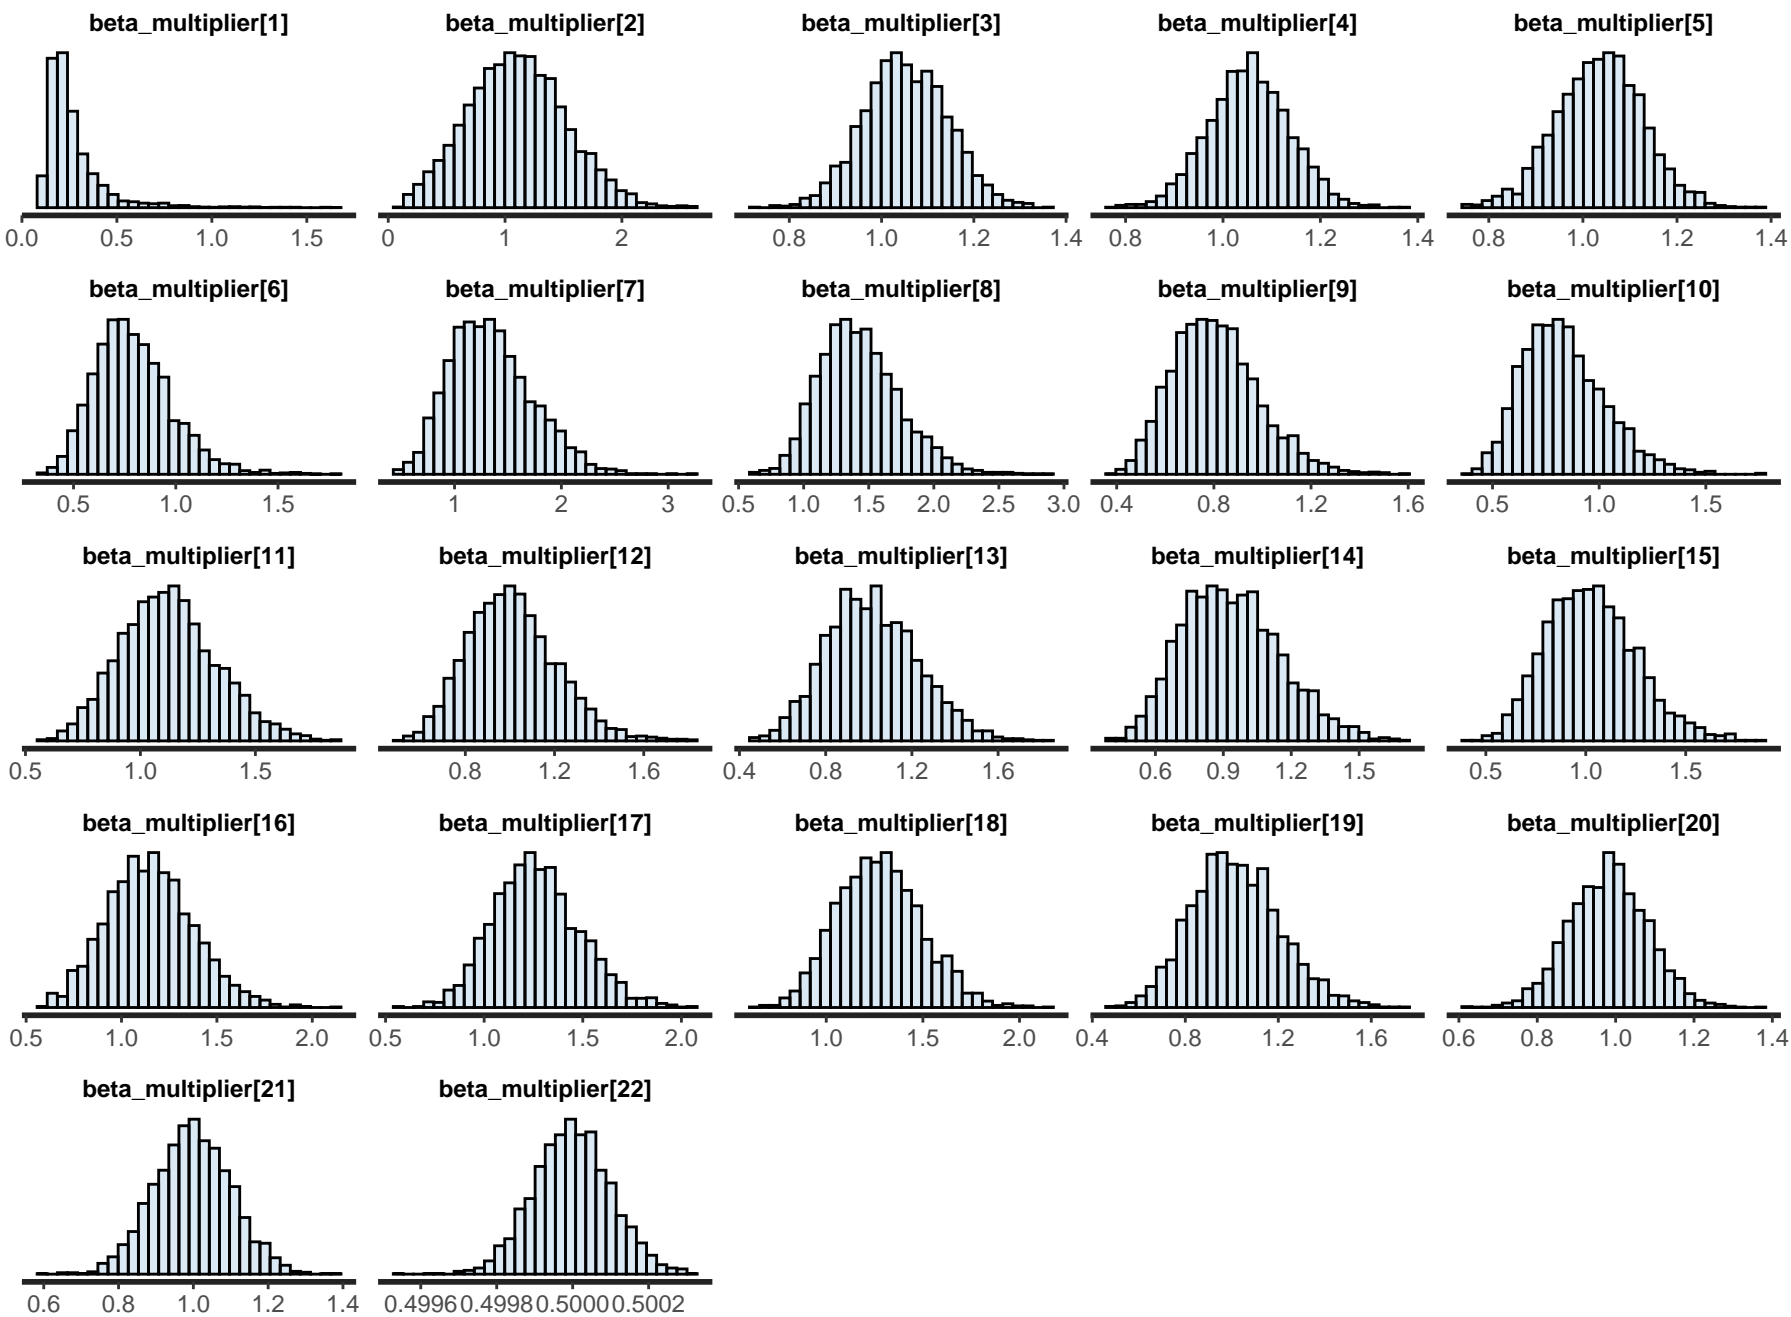 beta_multiplier[1] beta_multiplier[2] beta_multiplier[3] beta_multiplier[4] beta_multiplier[5]
0.0 0.5 1.0 1.5 0 1 2 0.8 1.0 1.2 1.4 0.8 1.0 1.2 1.4 0.8 1.0 1.2 1.4
beta_multiplier[6] beta_multiplier[7] beta_multiplier[8] beta_multiplier[9] beta_multiplier[10]
0.5 1.0 1.5 1 2 3 0.5 1.0 1.5 2.0 2.5 3.0 0.4 0.8 1.2 1.6 0.5 1.0 1.5
beta_multiplier[11] beta_multiplier[12] beta_multiplier[13] beta_multiplier[14] beta_multiplier[15]
0.5 1.0 1.5 0.8 1.2 1.6 0.4 0.8 1.2 1.6 0.6 0.9 1.2 1.5 0.5 1.0 1.5
beta_multiplier[16] beta_multiplier[17] beta_multiplier[18] beta_multiplier[19] beta_multiplier[20]
0.5 1.0 1.5 2.0 0.5 1.0 1.5 2.0 1.0 1.5 2.0 0.4 0.8 1.2 1.6 0.6 0.8 1.0 1.2 1.4
beta_multiplier[21] beta_multiplier[22]
0.6 0.8 1.0 1.2 1.4 0.4996 0.4998 0.5000 0.5002